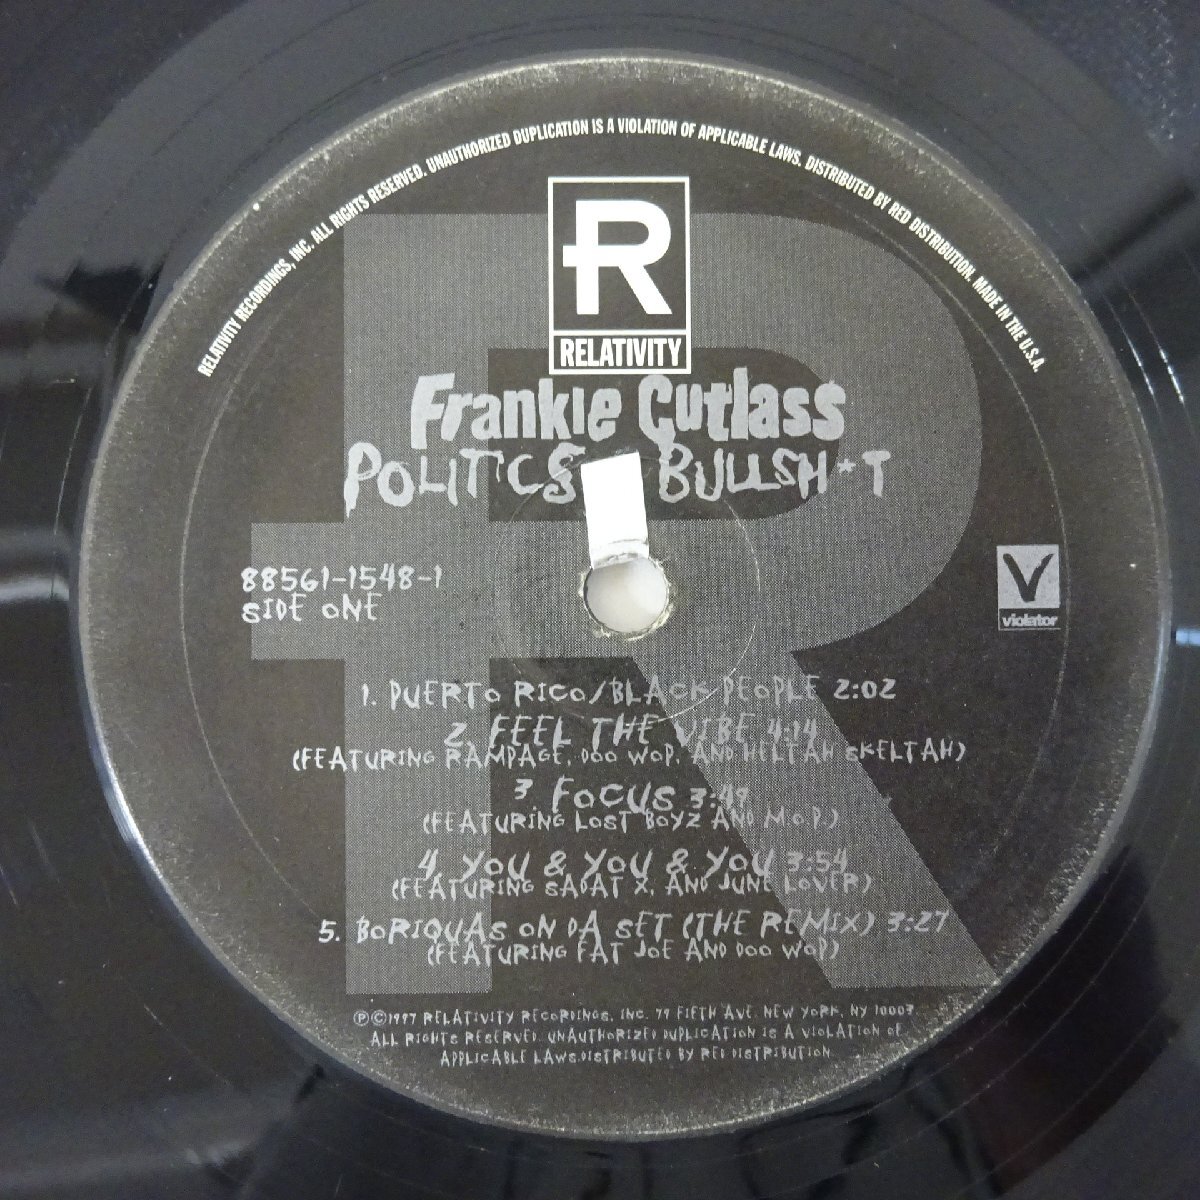 RELATIVITY RECORDINGS, INC. ALL RIGHTS RESERVED. UNAUTHORIZED DUPLICATION IS A VIOLATION OF APPLICABLE LAWS. DISTRIBUTED BY RED DISTRIBUTION. MADE IN THE U.S.A.
R
RELATIVITY
Frankie Cutlass
POLITICS BULLSH*T
88561-1548-1
SIDE ONE
V
violator
1. PUERTO RICO/BLACK PEOPLE 2:02
2. FEEL THE VIBE 4:14
(FEATURING RAMPAGE, DOO WOP, AND HELTAH SKELTAH)
3. FOCUS 3:49
(FEATURING LOST BOYZ AND M.O.P.)
4. YOU & YOU & YOU 3:54
(FEATURING SADAT X, AND JUNE LOVER)
5. BORIQUAS ON DA SET (THE REMIX) 3:27
(FEATURING FAT JOE AND DOO WOP)
℗©1997 RELATIVITY RECORDINGS, INC. 79 FIFTH AVE. NEW YORK, NY 10003
ALL RIGHTS RESERVED. UNAUTHORIZED DUPLICATION IS A VIOLATION OF
APPLICABLE LAWS.DISTRIBUTED BY RED DISTRIBUTION